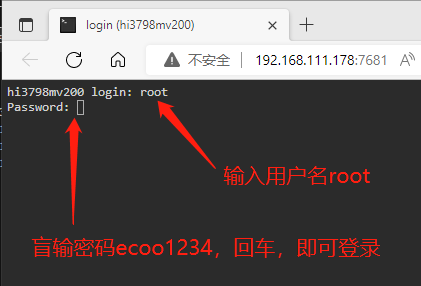 login (hi3798mv200)
不安全 192.168.111.178:7681
hi3798mv200 login: root
Password:
输入用户名root
盲输密码ecoo1234，回车，即可登录